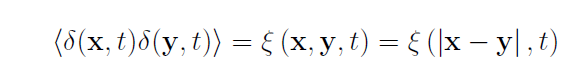 ⟨δ(x, t)δ(y, t)⟩ = ξ (x, y, t) = ξ (|x − y| , t)